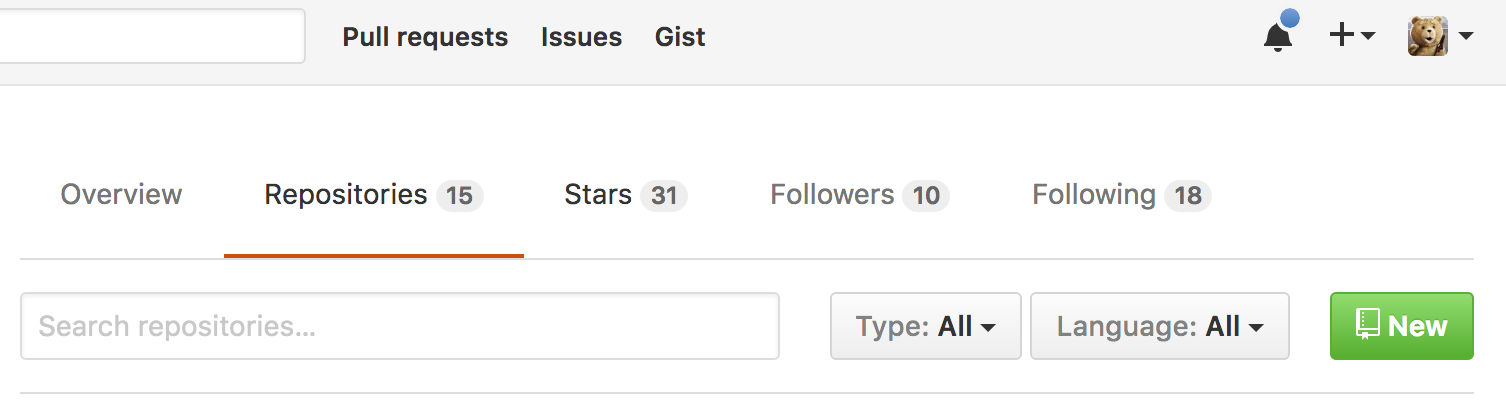 Pull requests Issues Gist
Overview Repositories 15 Stars 31 Followers 10 Following 18
Search repositories... Type: All Language: All New